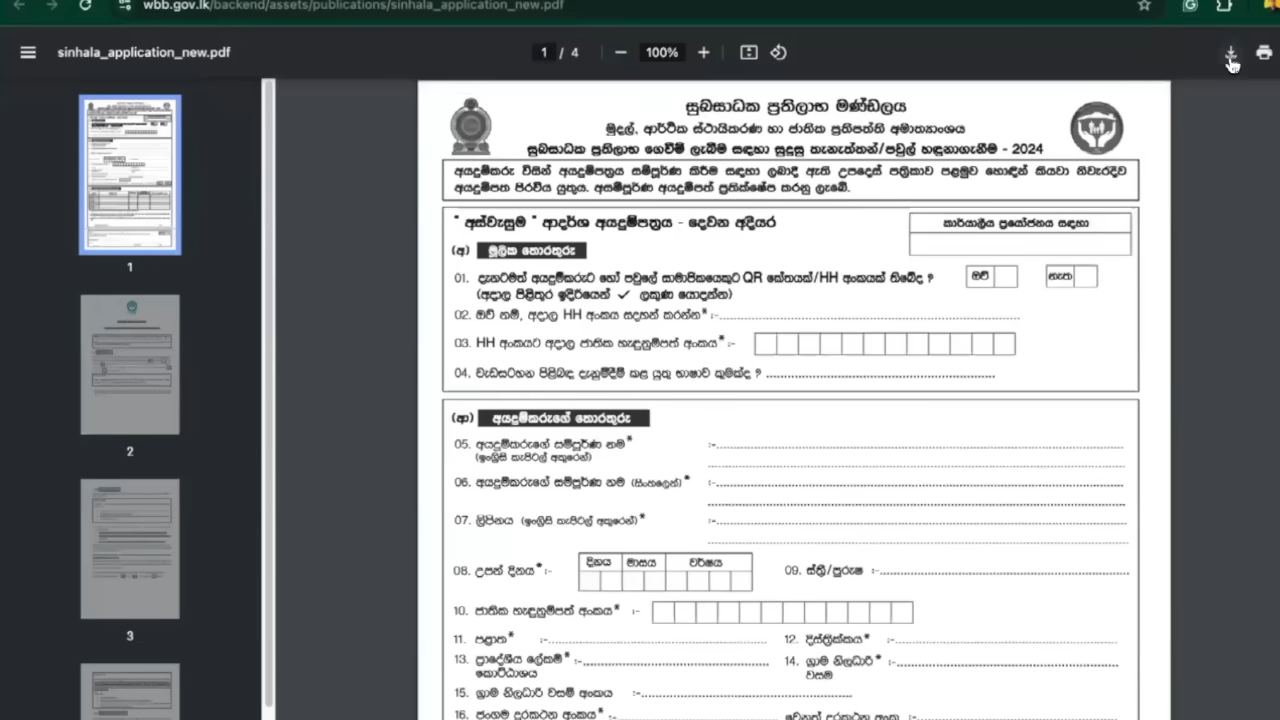 wbb.gov.lk/backend/assets/publications/sinhala_application_new.pdf
sinhala_application_new.pdf
1 / 4
100%
1
2
3
සුබසාධක ප්‍රතිලාභ මණ්ඩලය
මුදල්, ආර්ථික ස්ථායිකරණ හා ජාතික ප්‍රතිපත්ති අමාත්‍යාංශය
සුබසාධක ප්‍රතිලාභ ගෙවීම් ලැබීම සඳහා සුදුසු තැනැත්තන්/පවුල් හඳුනාගැනීම - 2024
අයදුම්කරු විසින් අයදුම්පත්‍රය සම්පූර්ණ කිරීම සඳහා ලබාදී ඇති උපදෙස් පත්‍රිකාව පළමුව හොඳින් කියවා නිවැරදිව
අයදුම්පත පිරවිය යුතුය. අසම්පූර්ණ අයදුම්පත් ප්‍රතික්ෂේප කරනු ලැබේ.
" අස්වැසුම " ආදර්ශ අයදුම්පත්‍රය - දෙවන අදියර
කාර්යාලීය ප්‍රයෝජනය සඳහා
(අ) මූලික තොරතුරු
01. දැනටමත් අයදුම්කරුට හෝ පවුලේ සාමාජිකයෙකුට QR කේතයක්/HH අංකයක් තිබේද ? ඔව් නැත
(අදාල පිළිතුර ඉදිරියෙන් ✓ ලකුණ යොදන්න)
02. ඔව් නම්, අදාල HH අංකය සඳහන් කරන්න* :-
03. HH අංකයට අදාල ජාතික හැඳුනුම්පත් අංකය* :-
04. වැඩසටහන පිළිබඳ දැනුම්දීම් කළ යුතු භාෂාව කුමක්ද ?
(ආ) අයදුම්කරුගේ තොරතුරු
05. අයදුම්කරුගේ සම්පූර්ණ නම* :-
(ඉංග්‍රීසි කැපිටල් අකුරෙන්)
06. අයදුම්කරුගේ සම්පූර්ණ නම (සිංහලෙන්)* :-
07. ලිපිනය (ඉංග්‍රීසි කැපිටල් අකුරෙන්)* :-
දිනය මාසය වර්ෂය
08. උපන් දිනය* :- 09. ස්ත්‍රී/පුරුෂ :-
10. ජාතික හැඳුනුම්පත් අංකය* :-
11. පළාත* :- 12. දිස්ත්‍රික්කය* :-
13. ප්‍රාදේශීය ලේකම්* :- 14. ග්‍රාම නිලධාරී* :-
කොට්ඨාශය වසම
15. ග්‍රාම නිලධාරී වසම් අංකය :-
16. ජංගම දුරකථන අංකය* :- වෙනත් දුරකථන අංක :-